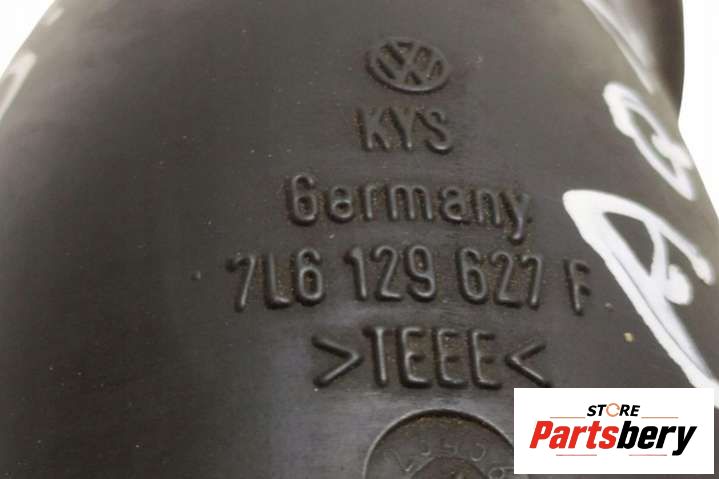 KYS
Germany
7L6 129 627 F
>TEEE<
STORE
Partsbery